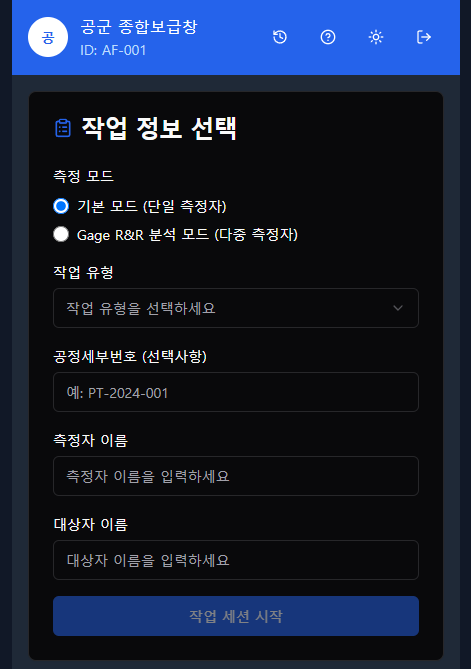 공
공군 종합보급창
ID: AF-001
작업 정보 선택
측정 모드
기본 모드 (단일 측정자)
Gage R&R 분석 모드 (다중 측정자)
작업 유형
작업 유형을 선택하세요
공정세부번호 (선택사항)
예: PT-2024-001
측정자 이름
측정자 이름을 입력하세요
대상자 이름
대상자 이름을 입력하세요
작업 세션 시작